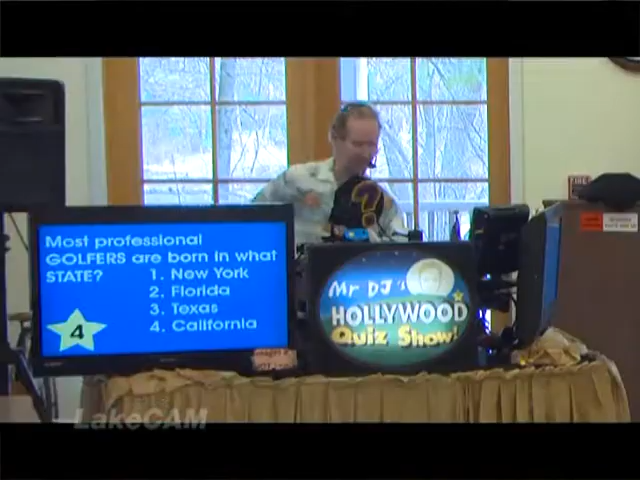 Most professional
GOLFERS are born in what
STATE?
1. New York
2. Florida
3. Texas
4. California
4
?
Mr DJ's
HOLLYWOOD
Quiz Show!
LakeCAM